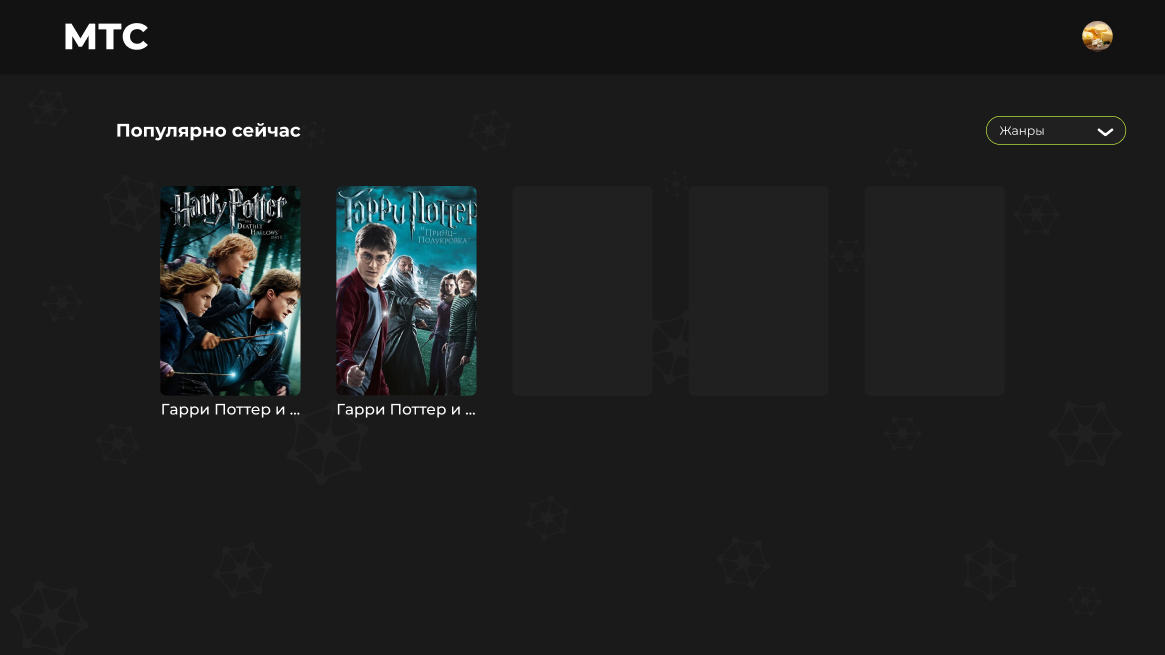 МТС
Популярно сейчас
Жанры
Harry Potter
AND THE
DEATHLY
HALLOWS
PART 1
Гарри Поттер
и Принц-
Полукровка
Гарри Поттер и ...
Гарри Поттер и ...